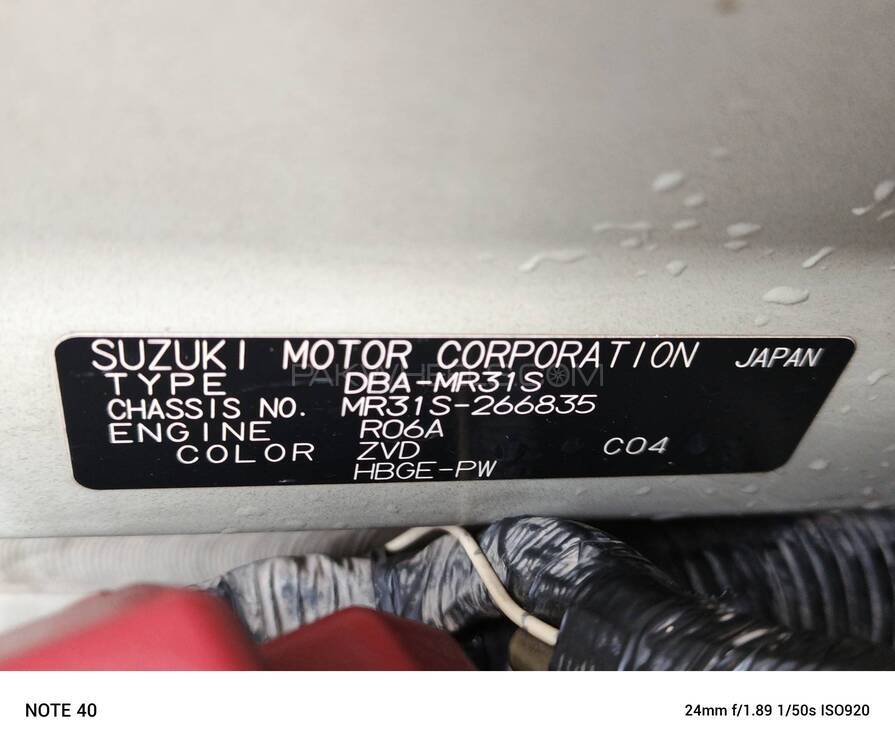 SUZUKI MOTOR CORPORATION JAPAN
TYPE DBA-MR31S
CHASSIS NO. MR31S-266835
ENGINE R06A
COLOR ZVD C04
HBGE-PW
NOTE 40 24mm f/1.89 1/50s ISO920